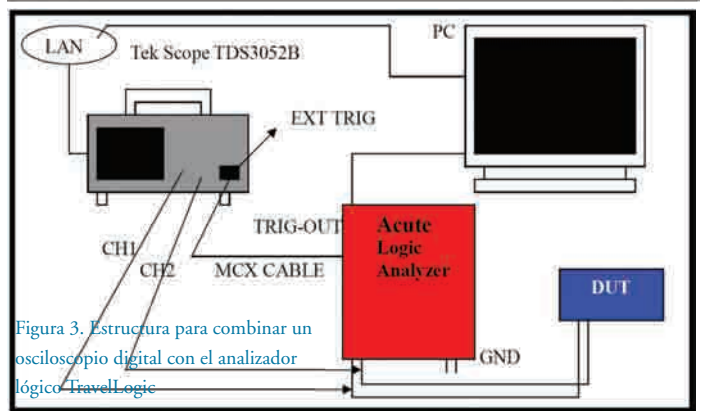 LAN
PC
Tek Scope TDS3052B
EXT TRIG
TRIG-OUT
Acute
Logic
Analyzer
CH1
CH2
MCX CABLE
DUT
GND
Figura 3. Estructura para combinar un
osciloscopio digital con el analizador
lógico TravelLogic